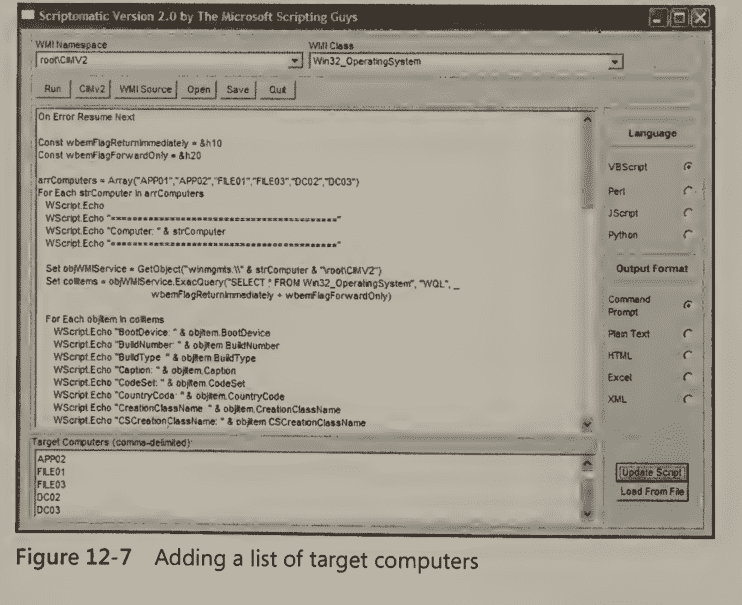 Scriptomatic Version 2.0 by The Microsoft Scripting Guys
WMI Namespace
WMI Class
root\CIMV2
Win32_OperatingSystem
Run
CIMv2
WMI Source
Open
Save
Quit
On Error Resume Next
Const wbemFlagReturnImmediately = &h10
Const wbemFlagForwardOnly = &h20
arrComputers = Array("APP01","APP02","FILE01","FILE03","DC02","DC03")
For Each strComputer In arrComputers
WScript.Echo
WScript.Echo "=========================================="
WScript.Echo "Computer: " & strComputer
WScript.Echo "=========================================="
Set objWMIService = GetObject("winmgmts:\\" & strComputer & "\root\CIMV2")
Set colItems = objWMIService.ExecQuery("SELECT * FROM Win32_OperatingSystem", "WQL", _
wbemFlagReturnImmediately + wbemFlagForwardOnly)
For Each objItem In colItems
WScript.Echo "BootDevice: " & objItem.BootDevice
WScript.Echo "BuildNumber: " & objItem.BuildNumber
WScript.Echo "BuildType: " & objItem.BuildType
WScript.Echo "Caption: " & objItem.Caption
WScript.Echo "CodeSet: " & objItem.CodeSet
WScript.Echo "CountryCode: " & objItem.CountryCode
WScript.Echo "CreationClassName: " & objItem.CreationClassName
WScript.Echo "CSCreationClassName: " & objItem.CSCreationClassName
Language
VBScript
Perl
JScript
Python
Output Format
Command
Prompt
Plain Text
HTML
Excel
XML
Target Computers (comma-delimited):
APP02
FILE01
FILE03
DC02
DC03
Update Script
Load From File
Figure 12-7 Adding a list of target computers